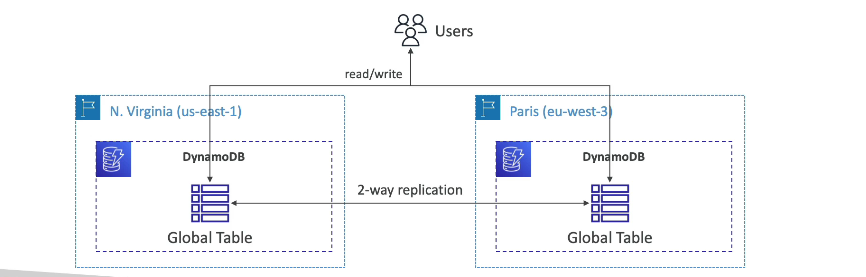 Users
read/write
N. Virginia (us-east-1)
Paris (eu-west-3)
DynamoDB
DynamoDB
2-way replication
Global Table
Global Table